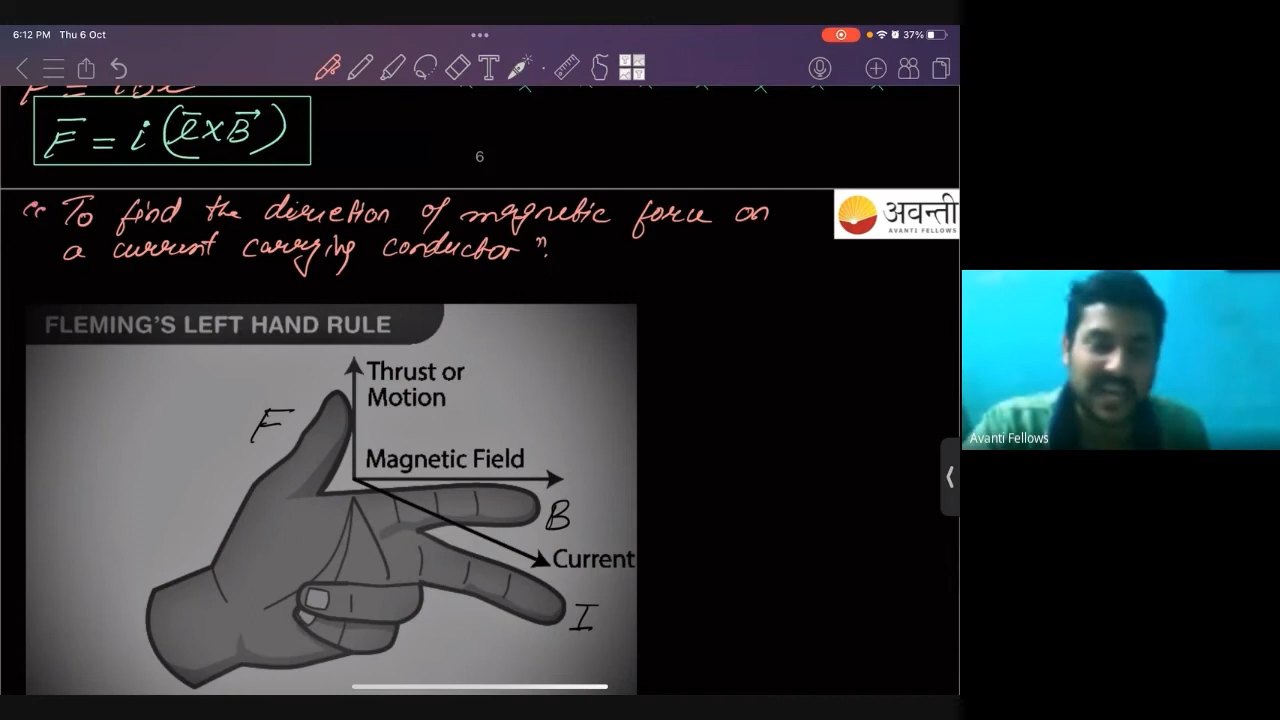 6:12 PM Thu 6 Oct
37%
T
F = iBl
F = i (l × B)
6
" To find the direction of magnetic force on
a current carrying conductor ".
अवन्ती
AVANTI FELLOWS
FLEMING'S LEFT HAND RULE
Thrust or
Motion
F
Magnetic Field
B
Current
I
Avanti Fellows